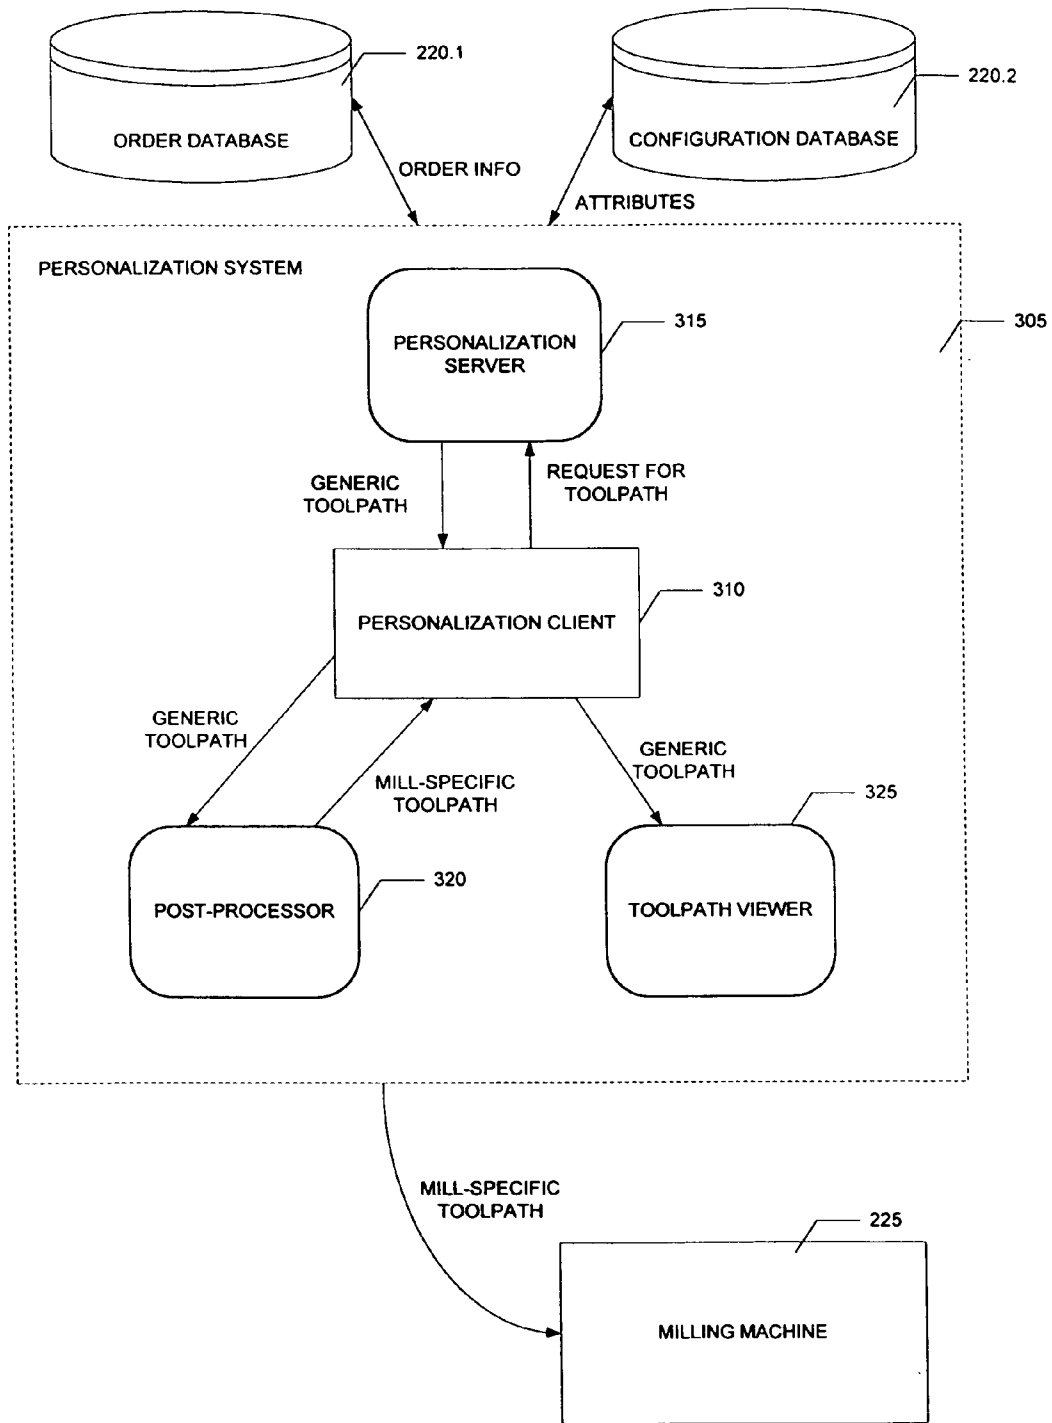 220.1
220.2
ORDER DATABASE
CONFIGURATION DATABASE
ORDER INFO
ATTRIBUTES
PERSONALIZATION SYSTEM
315
305
PERSONALIZATION
SERVER
GENERIC
TOOLPATH
REQUEST FOR
TOOLPATH
310
PERSONALIZATION CLIENT
GENERIC
TOOLPATH
MILL-SPECIFIC
TOOLPATH
GENERIC
TOOLPATH
325
320
POST-PROCESSOR
TOOLPATH VIEWER
MILL-SPECIFIC
TOOLPATH
225
MILLING MACHINE